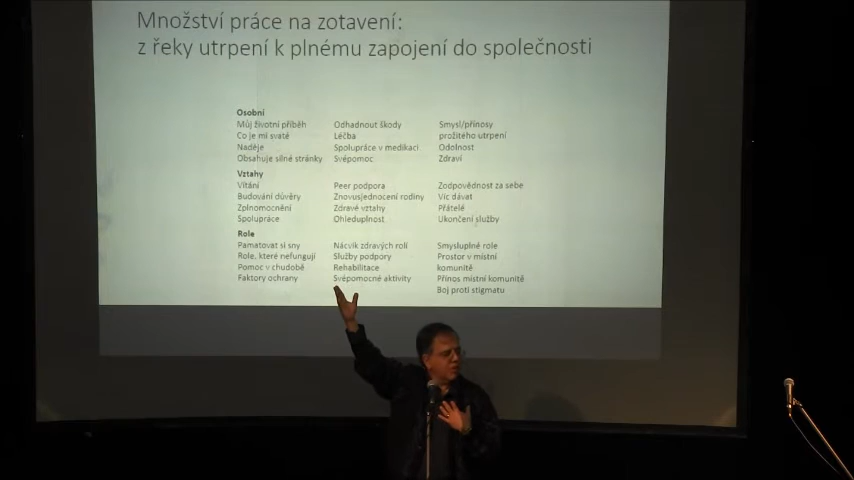 Množství práce na zotavení:
z řeky utrpení k plnému zapojení do společnosti
Osobní
Můj životní příběh
Co je mi svaté
Naděje
Obsahuje silné stránky
Odhadnout škody
Léčba
Spolupráce v medikaci
Svépomoc
Smysl/přínosy
prožitého utrpení
Odolnost
Zdraví
Vztahy
Vítání
Budování důvěry
Zplnomocnění
Spolupráce
Peer podpora
Znovusjednocení rodiny
Zdravé vztahy
Ohleduplnost
Zodpovědnost za sebe
Víc dávat
Přátelé
Ukončení služby
Role
Pamatovat si sny
Role, které nefungují
Pomoc v chudobě
Faktory ochrany
Nácvik zdravých rolí
Služby podpory
Rehabilitace
Svépomocné aktivity
Smysluplné role
Prostor v místní
komunitě
Přínos místní komunitě
Boj proti stigmatu